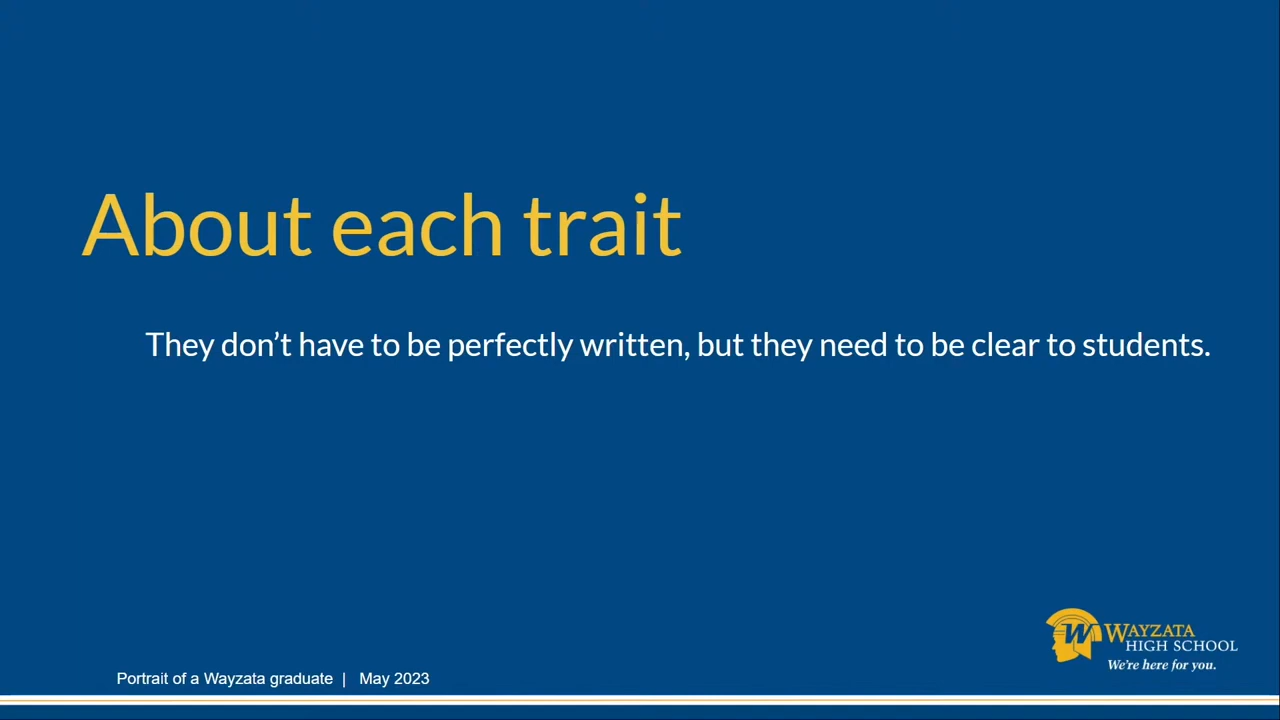 About each trait
They don’t have to be perfectly written, but they need to be clear to students.
W WAYZATA
HIGH SCHOOL
We're here for you.
Portrait of a Wayzata graduate | May 2023